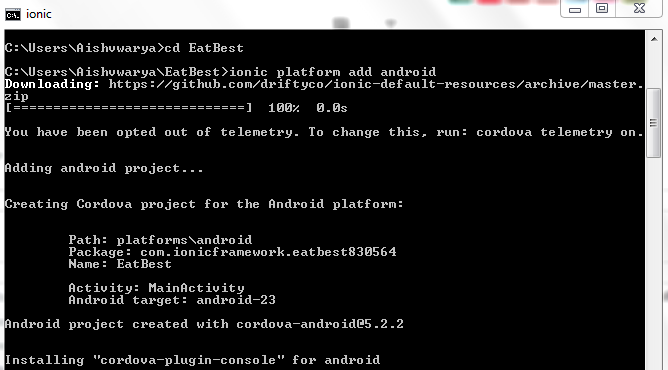 ionic
C:\Users\Aishvwarya>cd EatBest
C:\Users\Aishvwarya\EatBest>ionic platform add android
Downloading: https://github.com/driftyco/ionic-default-resources/archive/master.
zip
[=============================]  100%  0.0s
You have been opted out of telemetry. To change this, run: cordova telemetry on.
Adding android project...
Creating Cordova project for the Android platform:
Path: platforms\android
Package: com.ionicframework.eatbest830564
Name: EatBest
Activity: MainActivity
Android target: android-23
Android project created with cordova-android@5.2.2
Installing "cordova-plugin-console" for android